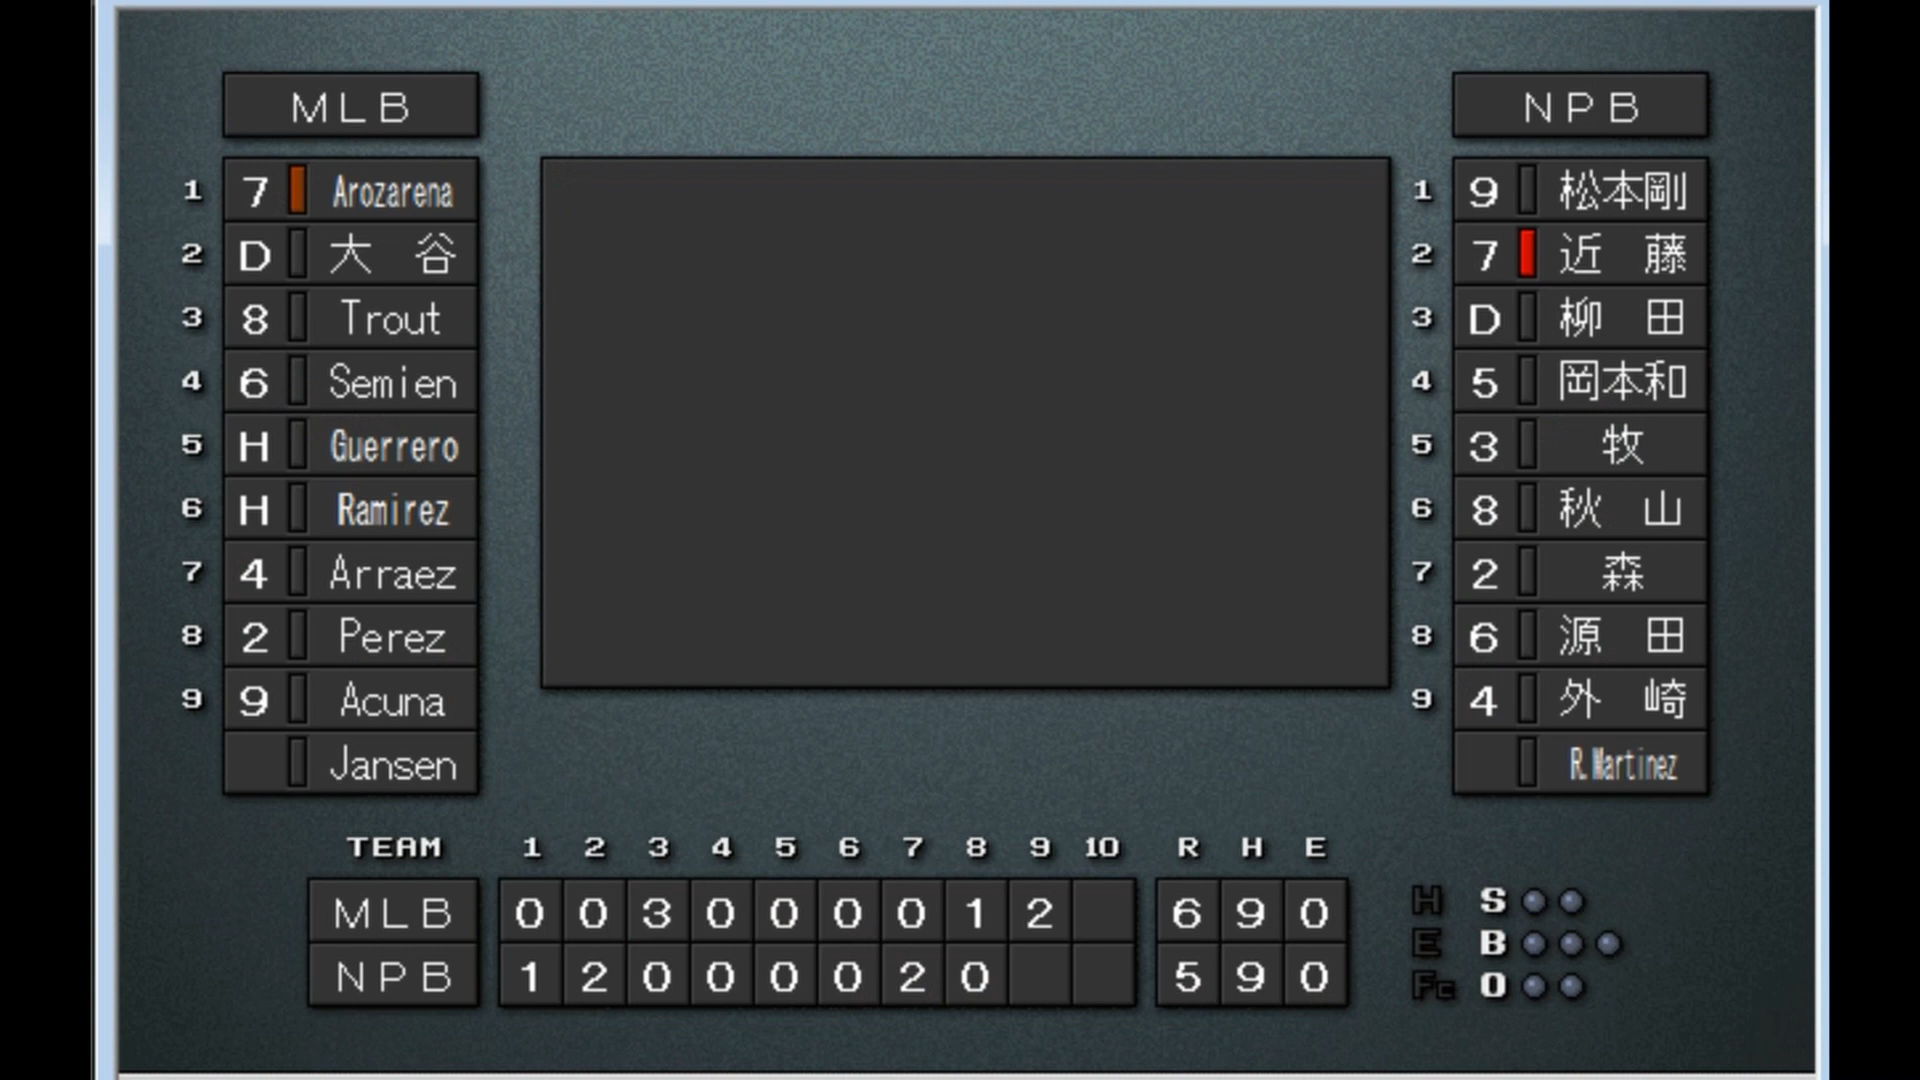 MLB
1 7 Arozarena
2 D 大谷
3 8 Trout
4 6 Semien
5 H Guerrero
6 H Ramirez
7 4 Arraez
8 2 Perez
9 9 Acuna
Jansen
NPB
1 9 松本剛
2 7 近藤
3 D 柳田
4 5 岡本和
5 3 牧
6 8 秋山
7 2 森
8 6 源田
9 4 外崎
R.Martinez
TEAM 1 2 3 4 5 6 7 8 9 10 R H E
MLB 0 0 3 0 0 0 0 1 2 6 9 0
NPB 1 2 0 0 0 0 2 0 5 9 0
H S
E B
Fc O